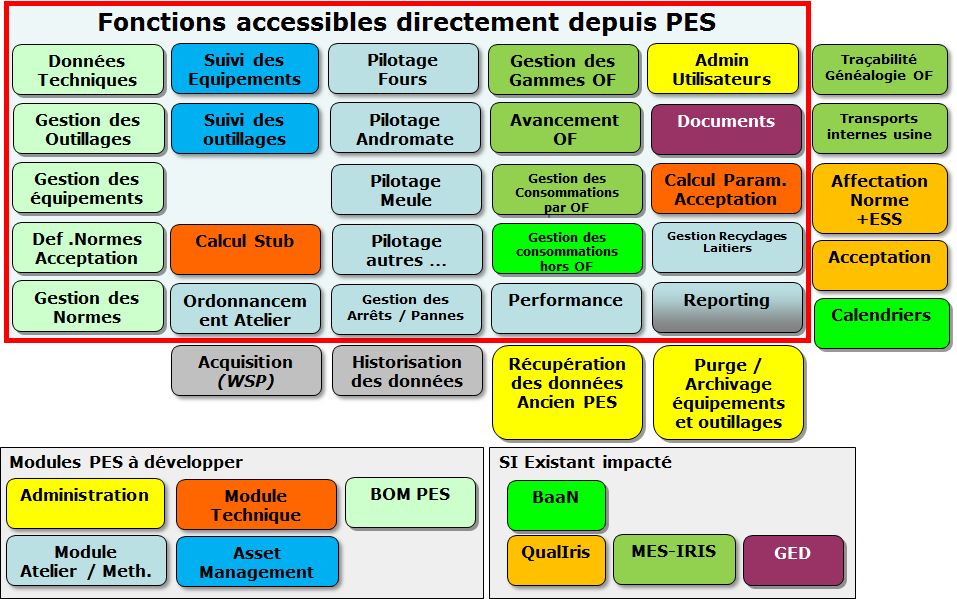 Fonctions accessibles directement depuis PES
Données
Techniques
Suivi des
Equipements
Pilotage
Fours
Gestion des
Gammes OF
Admin
Utilisateurs
Traçabilité
Généalogie OF
Gestion des
Outillages
Suivi des
outillages
Pilotage
Andromate
Avancement
OF
Documents
Transports
internes usine
Gestion des
équipements
Pilotage
Meule
Gestion des
Consommations
par OF
Calcul Param.
Acceptation
Affectation
Norme
+ESS
Def .Normes
Acceptation
Calcul Stub
Pilotage
autres ...
Gestion des
consommations
hors OF
Gestion Recyclages
Laitiers
Acceptation
Gestion des
Normes
Ordonnancem
ent Atelier
Gestion des
Arrêts / Pannes
Performance
Reporting
Calendriers
Acquisition
(WSP)
Historisation
des données
Récupération
des données
Ancien PES
Purge /
Archivage
équipements
et outillages
Modules PES à développer
Administration
Module
Technique
BOM PES
Module
Atelier / Meth.
Asset
Management
SI Existant impacté
BaaN
QualIris
MES-IRIS
GED